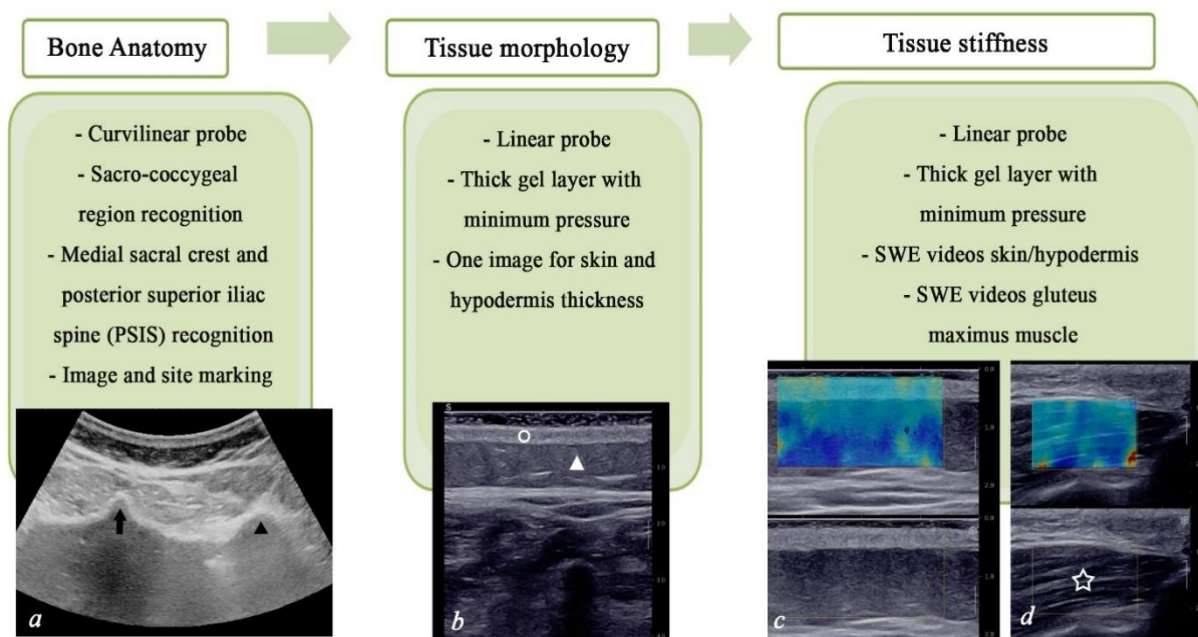 Bone Anatomy
Tissue morphology
Tissue stiffness
- Curvilinear probe
- Sacro-coccygeal
region recognition
- Medial sacral crest and
posterior superior iliac
spine (PSIS) recognition
- Image and site marking
- Linear probe
- Thick gel layer with
minimum pressure
- One image for skin and
hypodermis thickness
- Linear probe
- Thick gel layer with
minimum pressure
- SWE videos skin/hypodermis
- SWE videos gluteus
maximus muscle
a
b
c
d